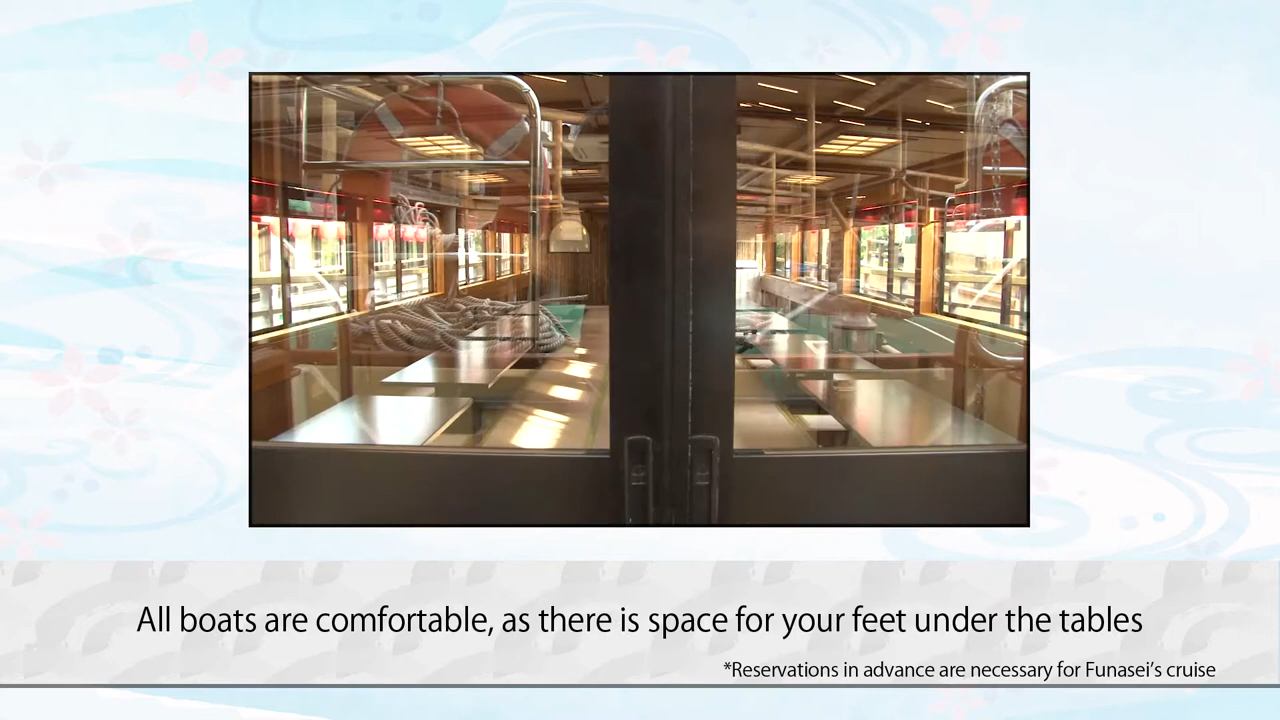 All boats are comfortable, as there is space for your feet under the tables
*Reservations in advance are necessary for Funasei's cruise